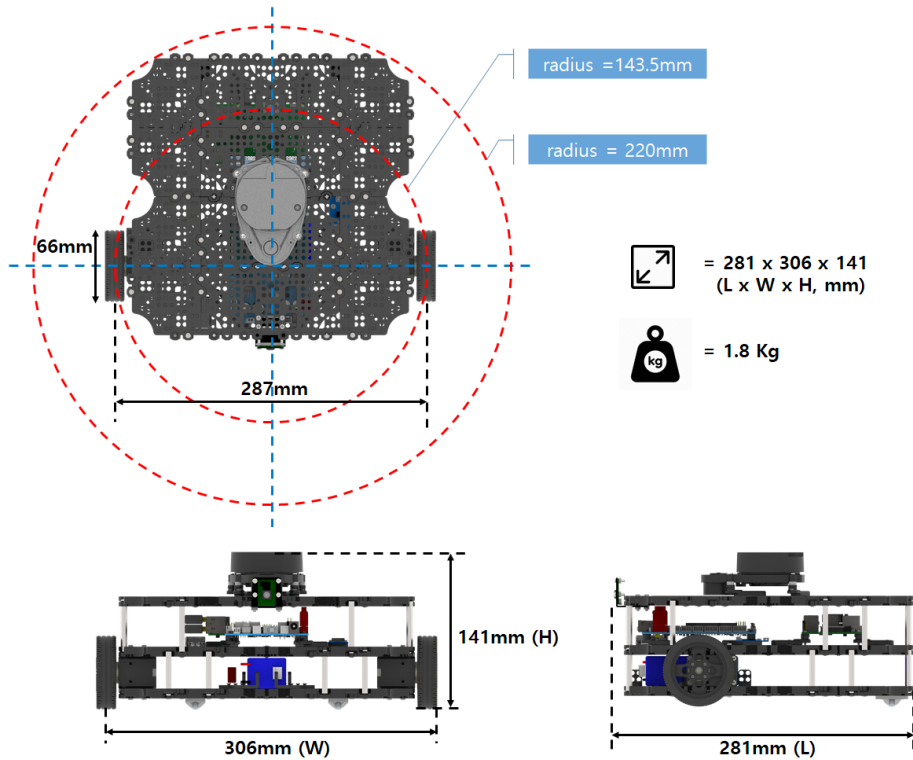 radius =143.5mm
radius = 220mm
66mm
= 281 x 306 x 141
(L x W x H, mm)
kg
= 1.8 Kg
287mm
141mm (H)
306mm (W)
281mm (L)